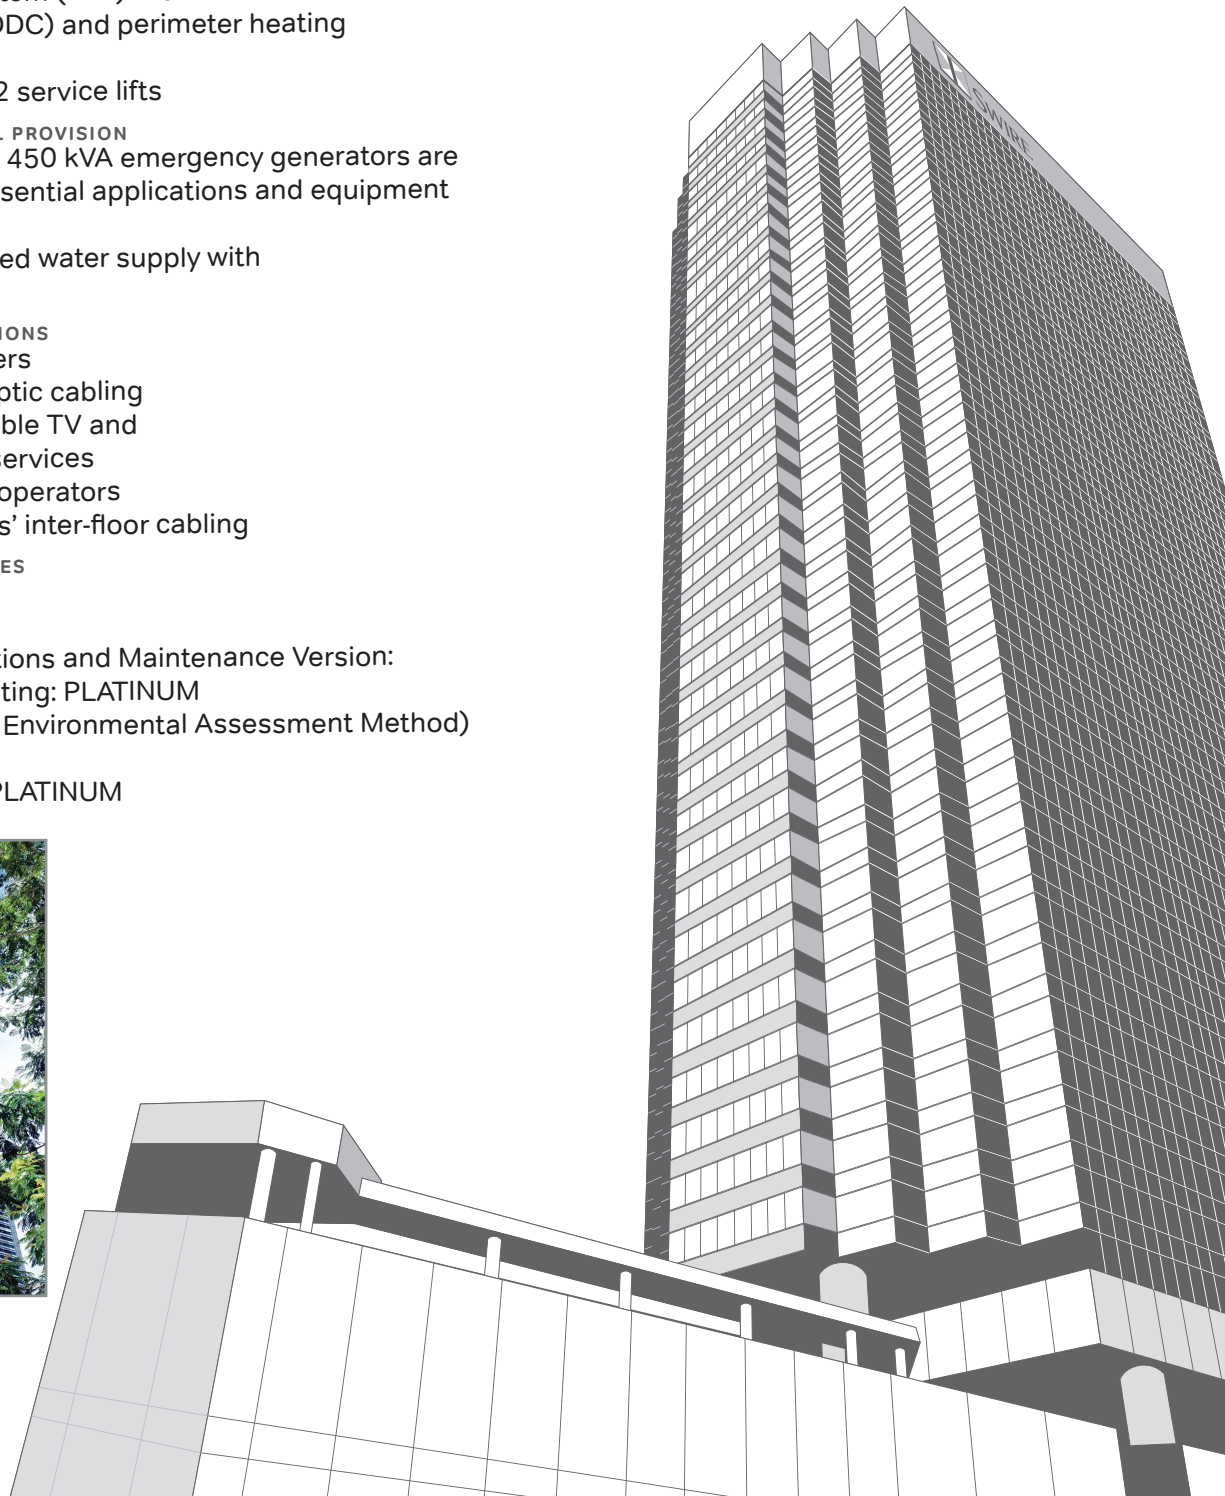 DDC) and perimeter heating
2 service lifts
L PROVISION
450 kVA emergency generators are
sential applications and equipment
ed water supply with
IONS
ers
ptic cabling
ble TV and
services
operators
s’ inter-floor cabling
ES
tions and Maintenance Version:
ting: PLATINUM
Environmental Assessment Method)
PLATINUM
SWIRE